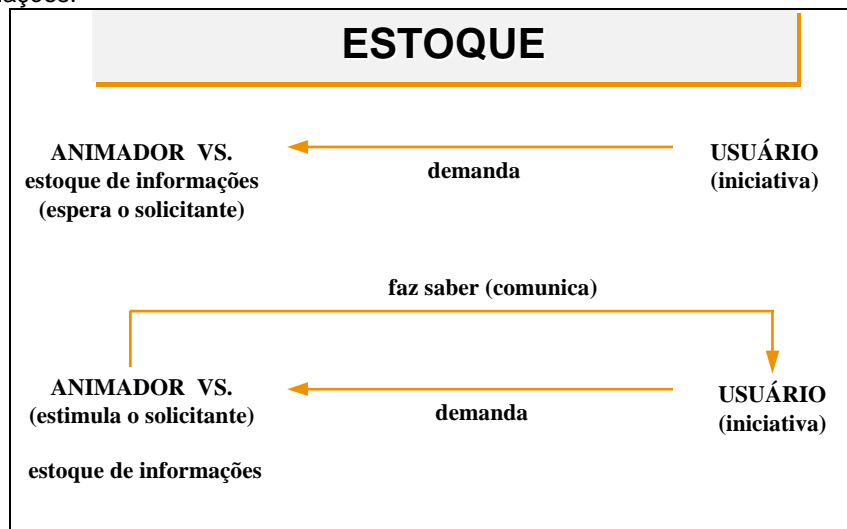 ações.
ESTOQUE
ANIMADOR VS.
estoque de informações
(espera o solicitante)
demanda
USUÁRIO
(iniciativa)
faz saber (comunica)
ANIMADOR VS.
(estimula o solicitante)
estoque de informações
demanda
USUÁRIO
(iniciativa)